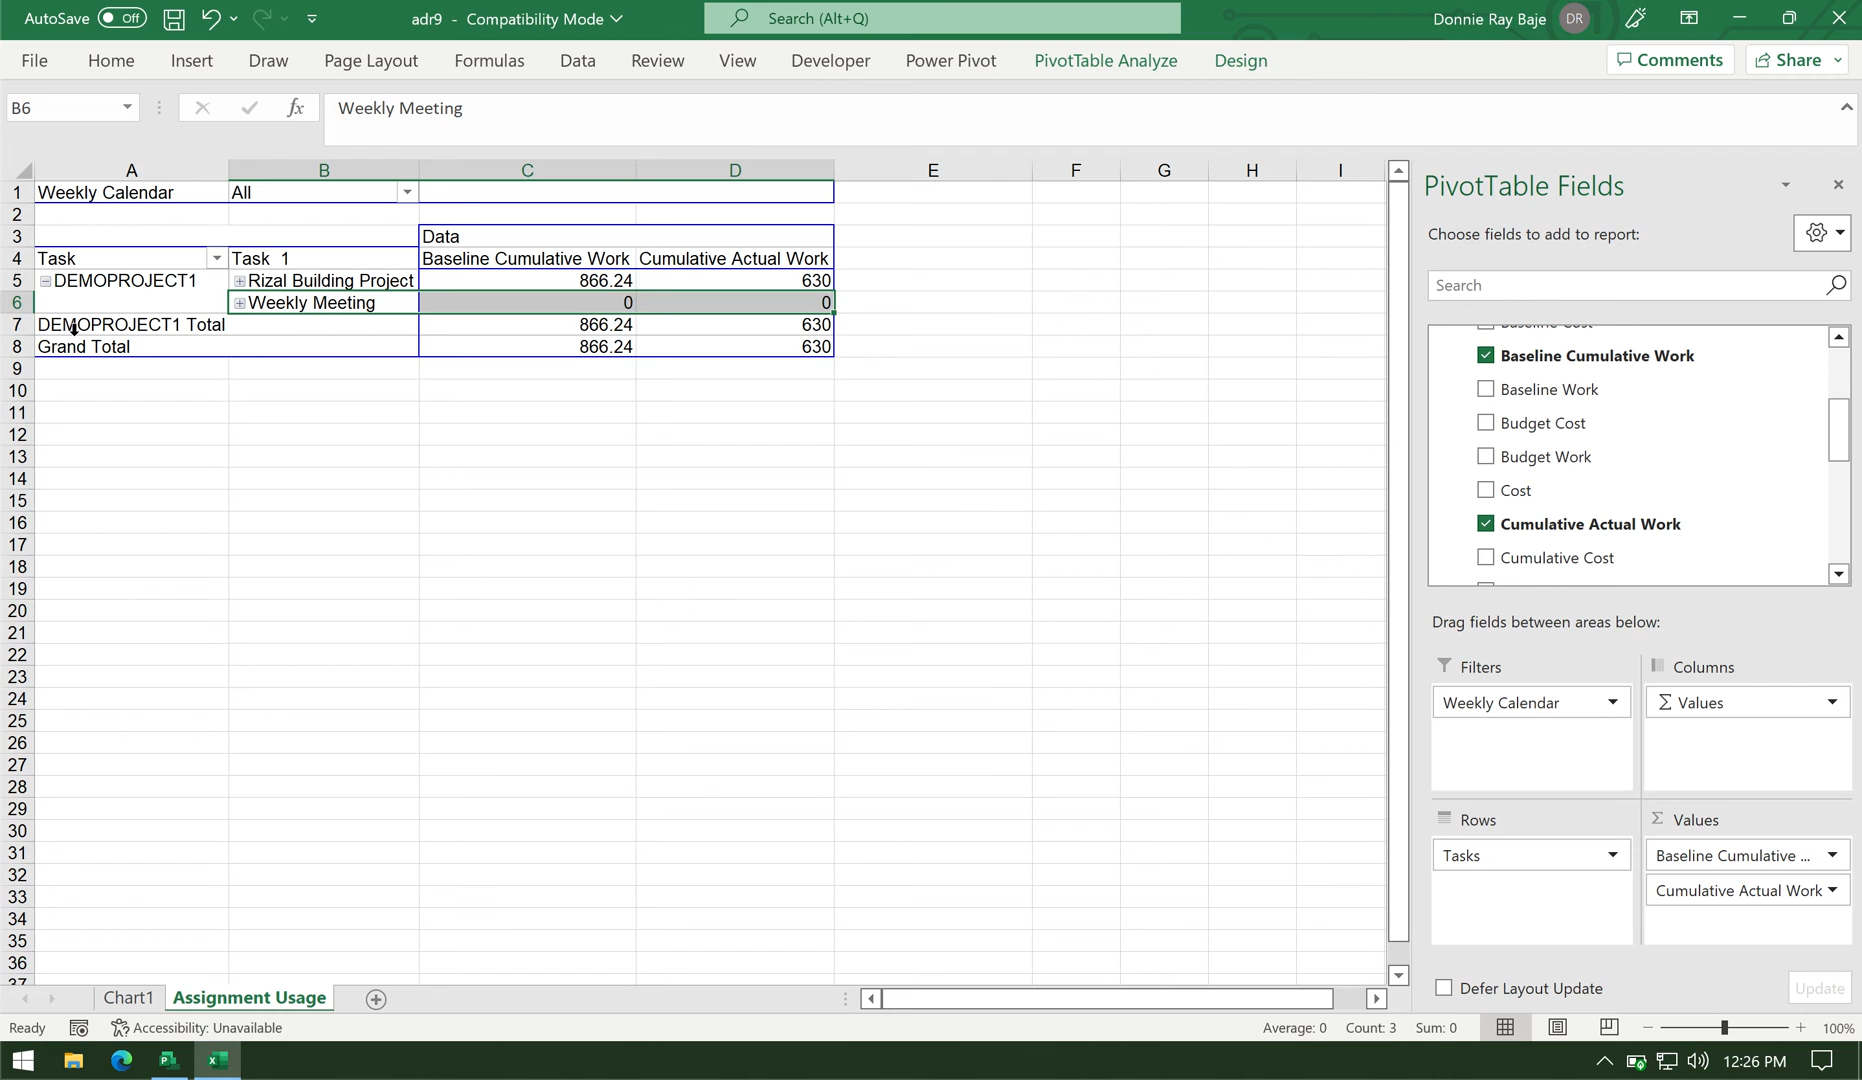 AutoSave Off adr9 - Compatibility Mode Search (Alt+Q) Donnie Ray Baje DR
File Home Insert Draw Page Layout Formulas Data Review View Developer Power Pivot PivotTable Analyze Design Comments Share
B6 fx Weekly Meeting
A B C D E F G H I
1 Weekly Calendar All
2
3 Data
4 Task Task 1 Baseline Cumulative Work Cumulative Actual Work
5 DEMOPROJECT1 Rizal Building Project 866.24 630
6 Weekly Meeting 0 0
7 DEMOPROJECT1 Total 866.24 630
8 Grand Total 866.24 630
9
10
11
12
13
14
15
16
17
18
19
20
21
22
23
24
25
26
27
28
29
30
31
32
33
34
35
36
37
PivotTable Fields
Choose fields to add to report:
Search
Baseline Cost
Baseline Cumulative Work
Baseline Work
Budget Cost
Budget Work
Cost
Cumulative Actual Work
Cumulative Cost
Drag fields between areas below:
Filters
Weekly Calendar
Columns
Σ Values
Rows
Tasks
Σ Values
Baseline Cumulative ...
Cumulative Actual Work
Defer Layout Update Update
Chart1 Assignment Usage
Ready Accessibility: Unavailable Average: 0 Count: 3 Sum: 0 100%
12:26 PM